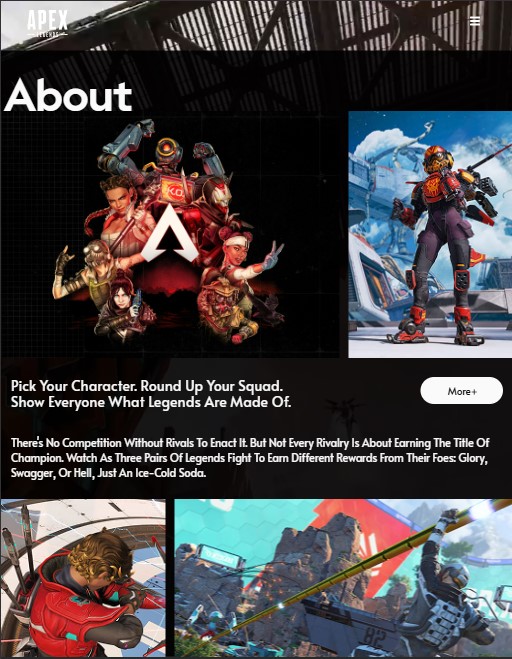 APEX
LEGENDS
About
K.O.
Pick Your Character. Round Up Your Squad.
Show Everyone What Legends Are Made Of.
More+
There's No Competition Without Rivals To Enact It. But Not Every Rivalry Is About Earning The Title Of
Champion. Watch As Three Pairs Of Legends Fight To Earn Different Rewards From Their Foes: Glory,
Swagger, Or Hell, Just An Ice-Cold Soda.
82